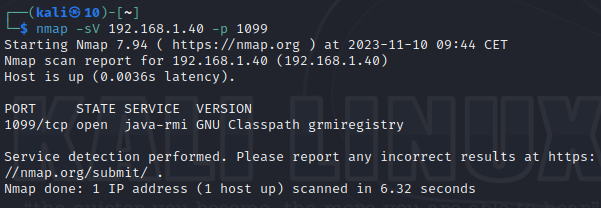 ┌──(kali㉿10)-[~]
└─$ nmap -sV 192.168.1.40 -p 1099
Starting Nmap 7.94 ( https://nmap.org ) at 2023-11-10 09:44 CET
Nmap scan report for 192.168.1.40 (192.168.1.40)
Host is up (0.0036s latency).

PORT     STATE SERVICE  VERSION
1099/tcp open  java-rmi GNU Classpath grmiregistry

Service detection performed. Please report any incorrect results at https:
//nmap.org/submit/ .
Nmap done: 1 IP address (1 host up) scanned in 6.32 seconds
KALI LINUX